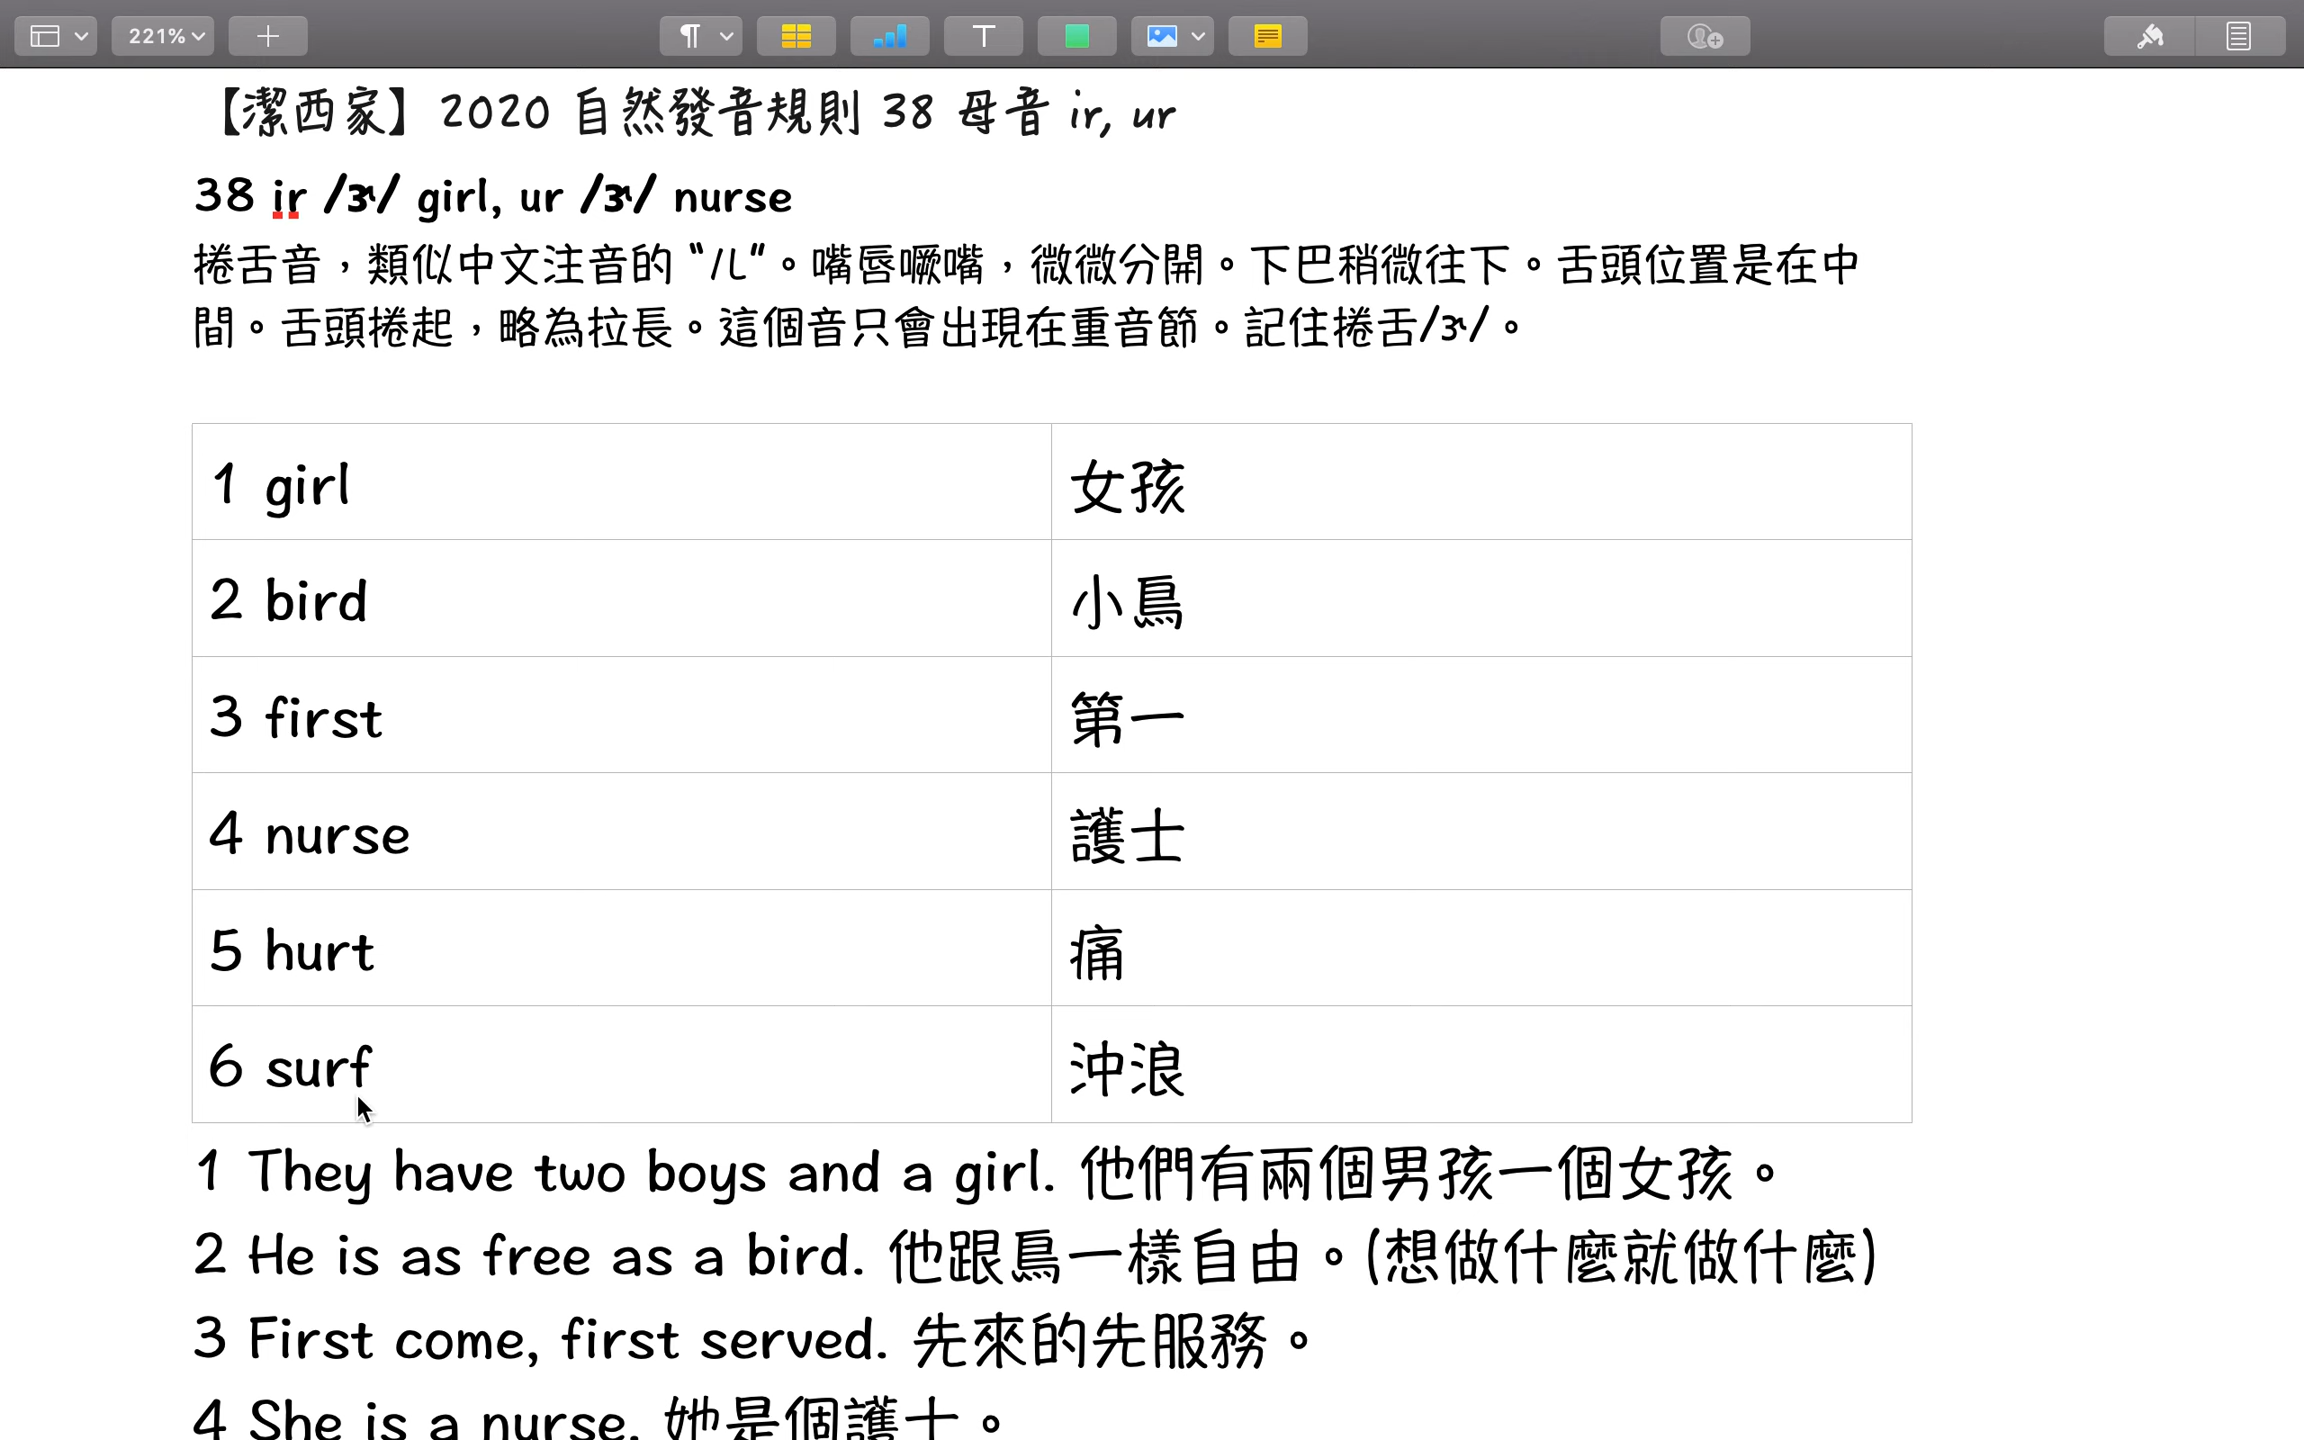 221%
【潔西家】2020 自然發音規則 38 母音 ir, ur
38 ir /ɝ/ girl, ur /ɝ/ nurse
捲舌音，類似中文注音的 “ㄦ”。嘴唇噘嘴，微微分開。下巴稍微往下。舌頭位置是在中
間。舌頭捲起，略為拉長。這個音只會出現在重音節。記住捲舌/ɝ/。
1 girl 女孩
2 bird 小鳥
3 first 第一
4 nurse 護士
5 hurt 痛
6 surf 沖浪
1 They have two boys and a girl. 他們有兩個男孩一個女孩。
2 He is as free as a bird. 他跟鳥一樣自由。(想做什麼就做什麼)
3 First come, first served. 先來的先服務。
4 She is a nurse. 她是個護士。